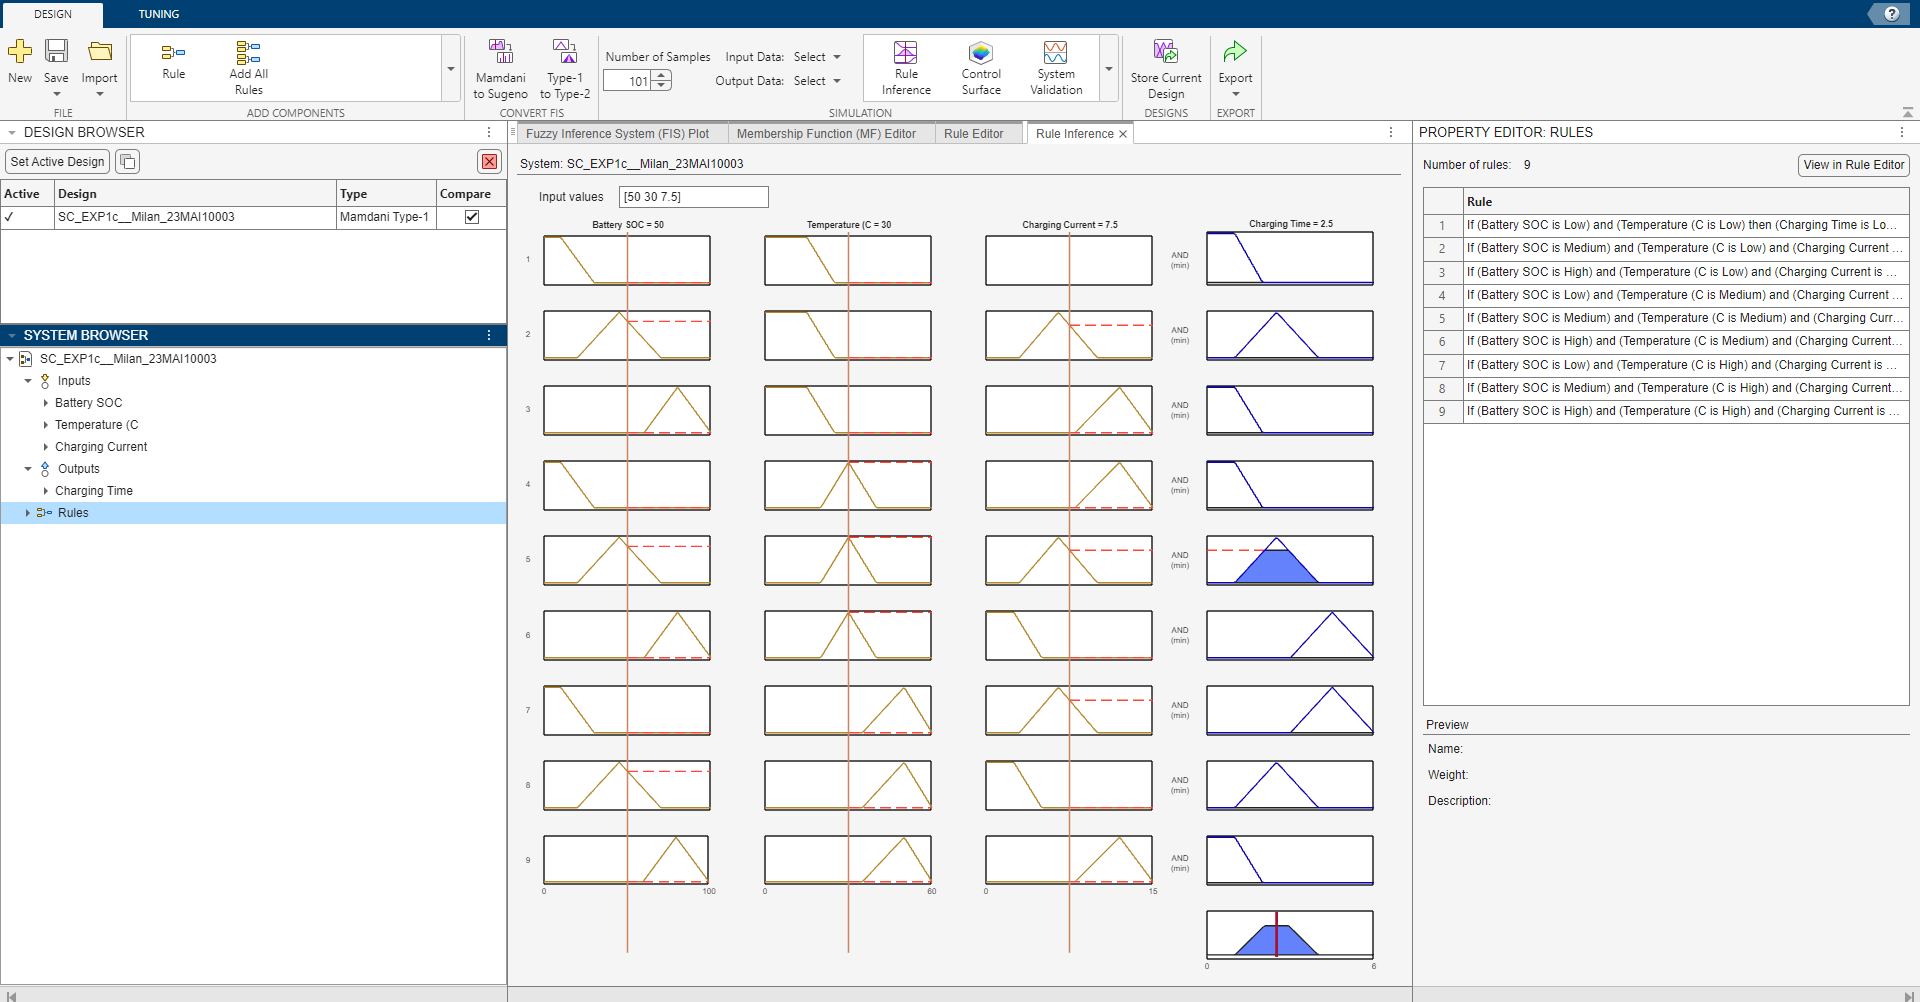 DESIGN
TUNING
New
Save
Import
FILE
Rule
Add All
Rules
ADD COMPONENTS
Mamdani
to Sugeno
Type-1
to Type-2
CONVERT FIS
Number of Samples
101
Input Data: Select
Output Data: Select
Rule
Inference
Control
Surface
System
Validation
SIMULATION
Store Current
Design
DESIGNS
Export
EXPORT
DESIGN BROWSER
Set Active Design
Active Design Type Compare
SC_EXP1c__Milan_23MAI10003 Mamdani Type-1
SYSTEM BROWSER
SC_EXP1c__Milan_23MAI10003
Inputs
Battery SOC
Temperature (C
Charging Current
Outputs
Charging Time
Rules
Fuzzy Inference System (FIS) Plot
Membership Function (MF) Editor
Rule Editor
Rule Inference
System: SC_EXP1c__Milan_23MAI10003
Input values [50 30 7.5]
Battery SOC = 50
Temperature (C = 30
Charging Current = 7.5
Charging Time = 2.5
1
AND
(min)
2
AND
(min)
3
AND
(min)
4
AND
(min)
5
AND
(min)
6
AND
(min)
7
AND
(min)
8
AND
(min)
9
AND
(min)
0 100
0 60
0 15
0 6
PROPERTY EDITOR: RULES
Number of rules: 9
View in Rule Editor
Rule
1 If (Battery SOC is Low) and (Temperature (C is Low) then (Charging Time is Lo...
2 If (Battery SOC is Medium) and (Temperature (C is Low) and (Charging Current ...
3 If (Battery SOC is High) and (Temperature (C is Low) and (Charging Current is ...
4 If (Battery SOC is Low) and (Temperature (C is Medium) and (Charging Current ...
5 If (Battery SOC is Medium) and (Temperature (C is Medium) and (Charging Curr...
6 If (Battery SOC is High) and (Temperature (C is Medium) and (Charging Current...
7 If (Battery SOC is Low) and (Temperature (C is High) and (Charging Current is ...
8 If (Battery SOC is Medium) and (Temperature (C is High) and (Charging Current...
9 If (Battery SOC is High) and (Temperature (C is High) and (Charging Current is ...
Preview
Name:
Weight:
Description: